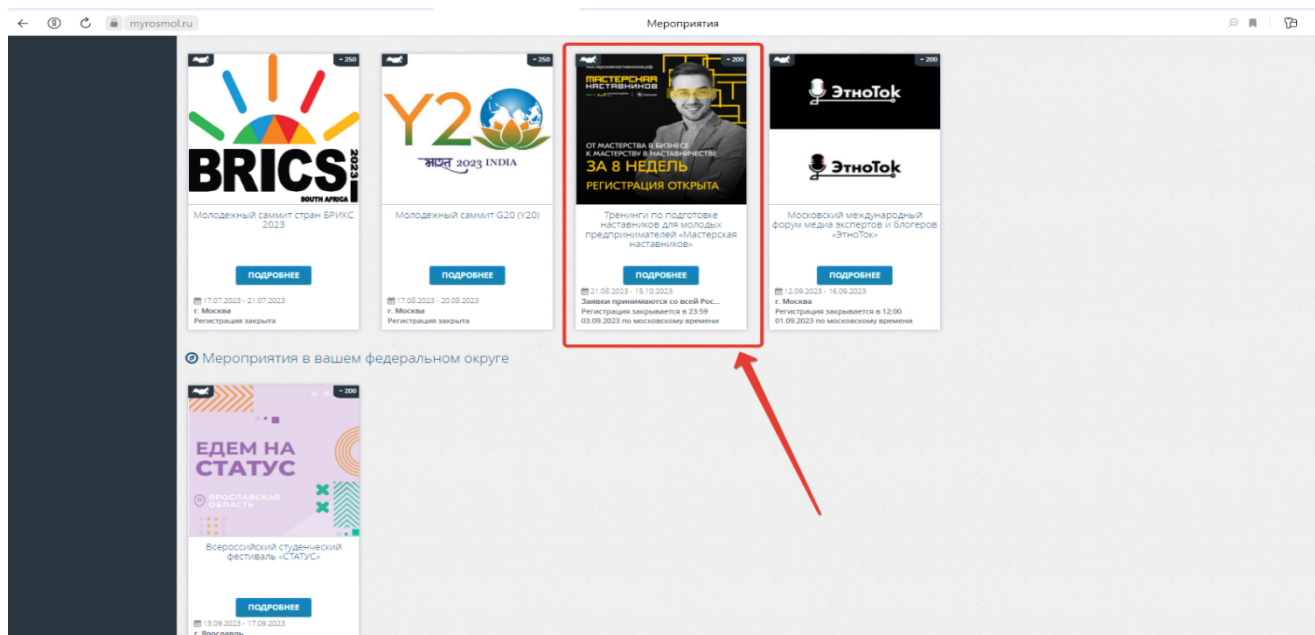 myrosmol.ru
Мероприятия
~ 250
BRICS
2023
SOUTH AFRICA
Молодежный саммит стран БРИКС
2023
ПОДРОБНЕЕ
17.07.2023 - 21.07.2023
г. Москва
Регистрация закрыта
~ 250
Y20
भारत 2023 INDIA
Молодежный саммит G20 (Y20)
ПОДРОБНЕЕ
17.08.2023 - 20.08.2023
г. Москва
Регистрация закрыта
~ 200
МАСТЕРСКАЯ
НАСТАВНИКОВ
ОТ МАСТЕРСТВА В БИЗНЕСЕ
К МАСТЕРСТВУ В НАСТАВНИЧЕСТВЕ
ЗА 8 НЕДЕЛЬ
РЕГИСТРАЦИЯ ОТКРЫТА
Тренинги по подготовке
наставников для молодых
предпринимателей «Мастерская
наставников»
ПОДРОБНЕЕ
21.08.2023 - 15.10.2023
Заявки принимаются со всей Рос...
Регистрация закрывается в 23:59
03.09.2023 по московскому времени
~ 200
ЭтноТоk
ЭтноТоk
Московский международный
форум медиа экспертов и блогеров
«ЭтноТок»
ПОДРОБНЕЕ
12.09.2023 - 16.09.2023
г. Москва
Регистрация закрывается в 12:00
01.09.2023 по московскому времени
Мероприятия в вашем федеральном округе
~ 200
ЕДЕМ НА
СТАТУС
ЯРОСЛАВСКАЯ
ОБЛАСТЬ
Всероссийский студенческий
фестиваль «СТАТУС»
ПОДРОБНЕЕ
13.09.2023 - 17.09.2023
г. Ярославль